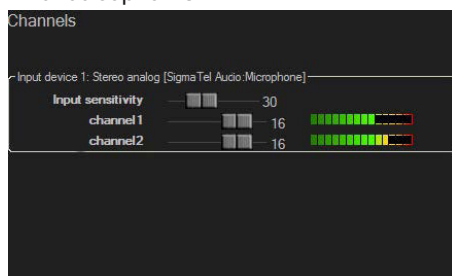 Channels
Input device 1: Stereo analog [SigmaTel Audio:Microphone]
Input sensitivity 30
channel1 16
channel2 16